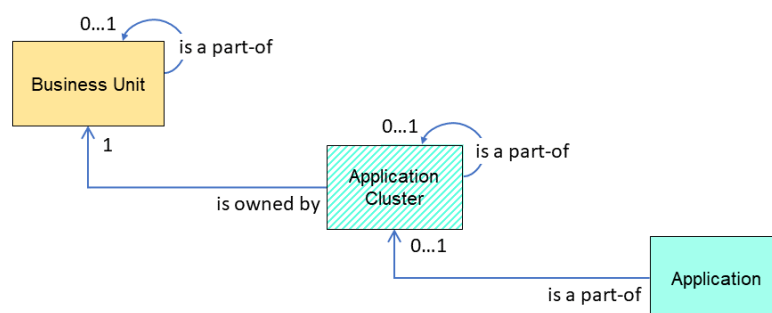 0...1
is a part-of
Business Unit
1
0...1
is a part-of
Application
Cluster
is owned by
0...1
Application
is a part-of